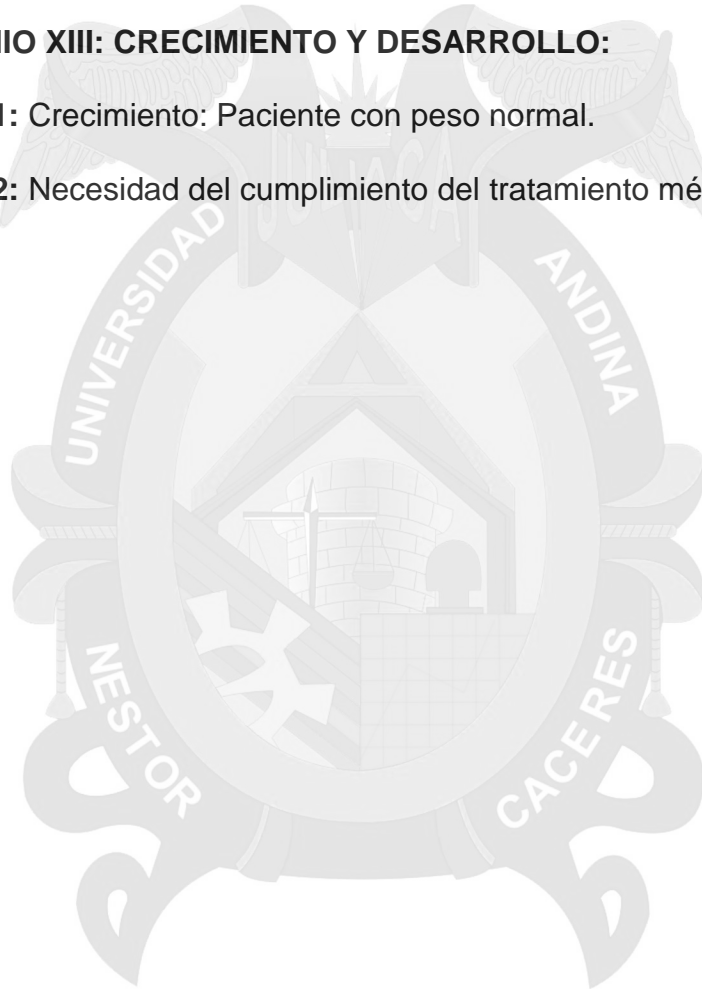 IO XIII: CRECIMIENTO Y DESARROLLO:
1: Crecimiento: Paciente con peso normal.
2: Necesidad del cumplimiento del tratamiento mé
JULIACA
UNIVERSIDAD
ANDINA
NESTOR
CACERES